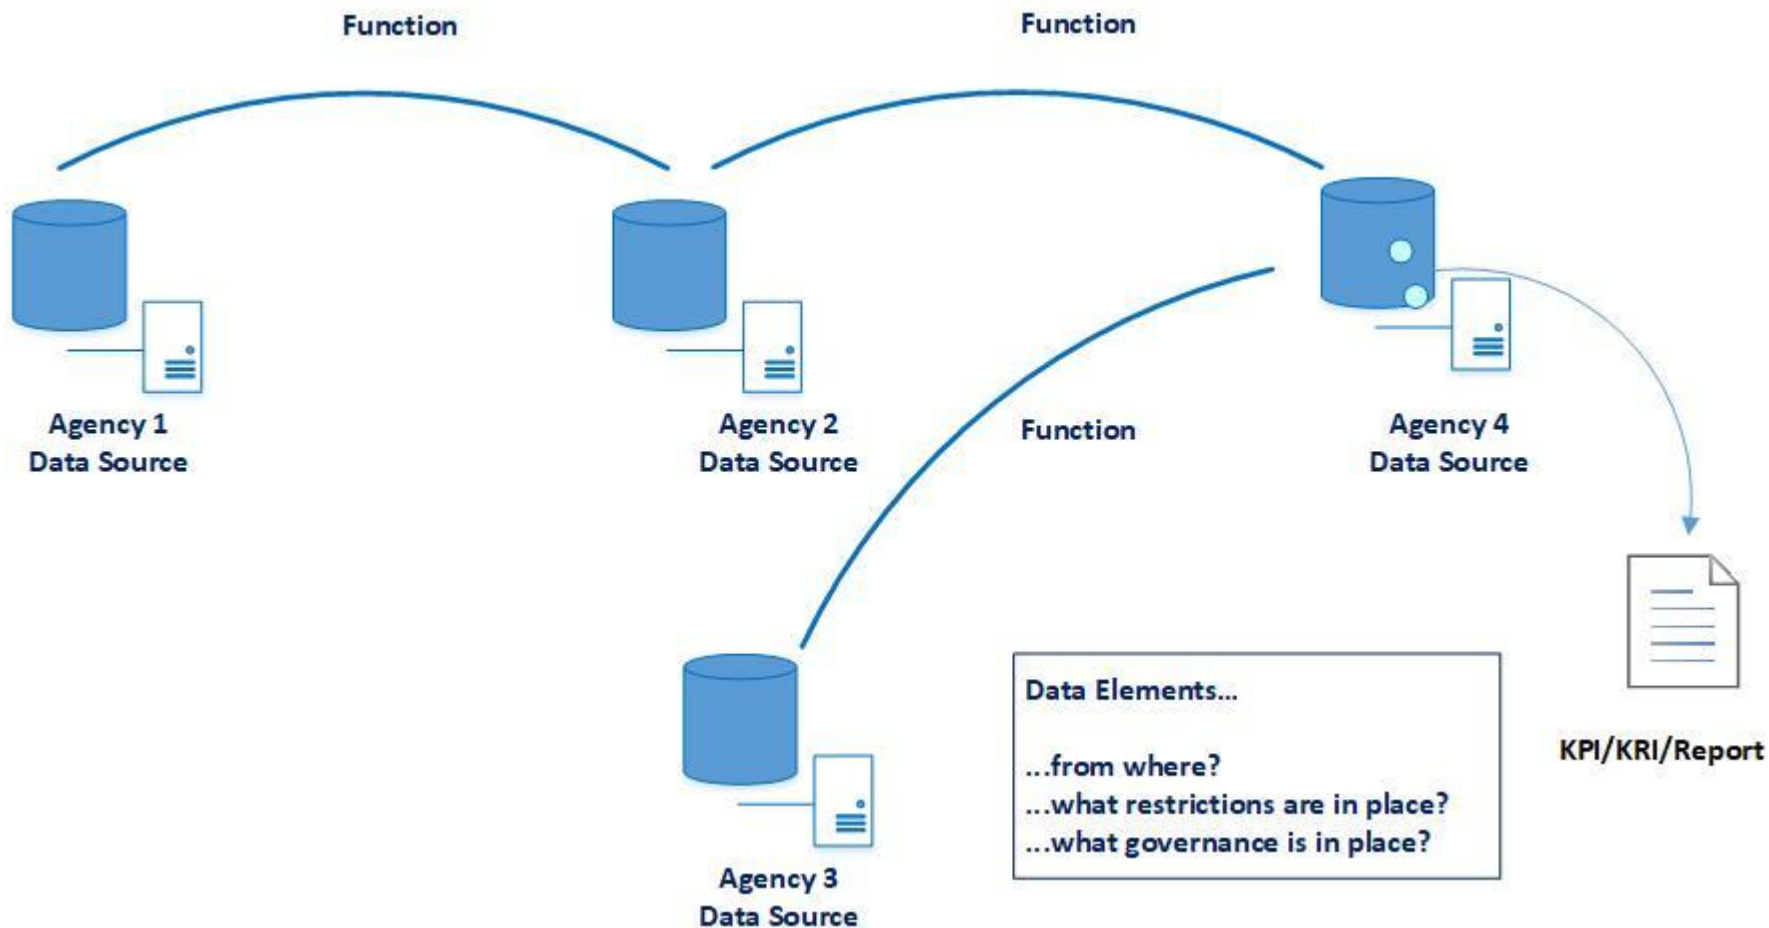 Function
Function
Agency 1
Data Source
Agency 2
Data Source
Function
Agency 4
Data Source
Agency 3
Data Source
Data Elements...
...from where?
...what restrictions are in place?
...what governance is in place?
KPI/KRI/Report